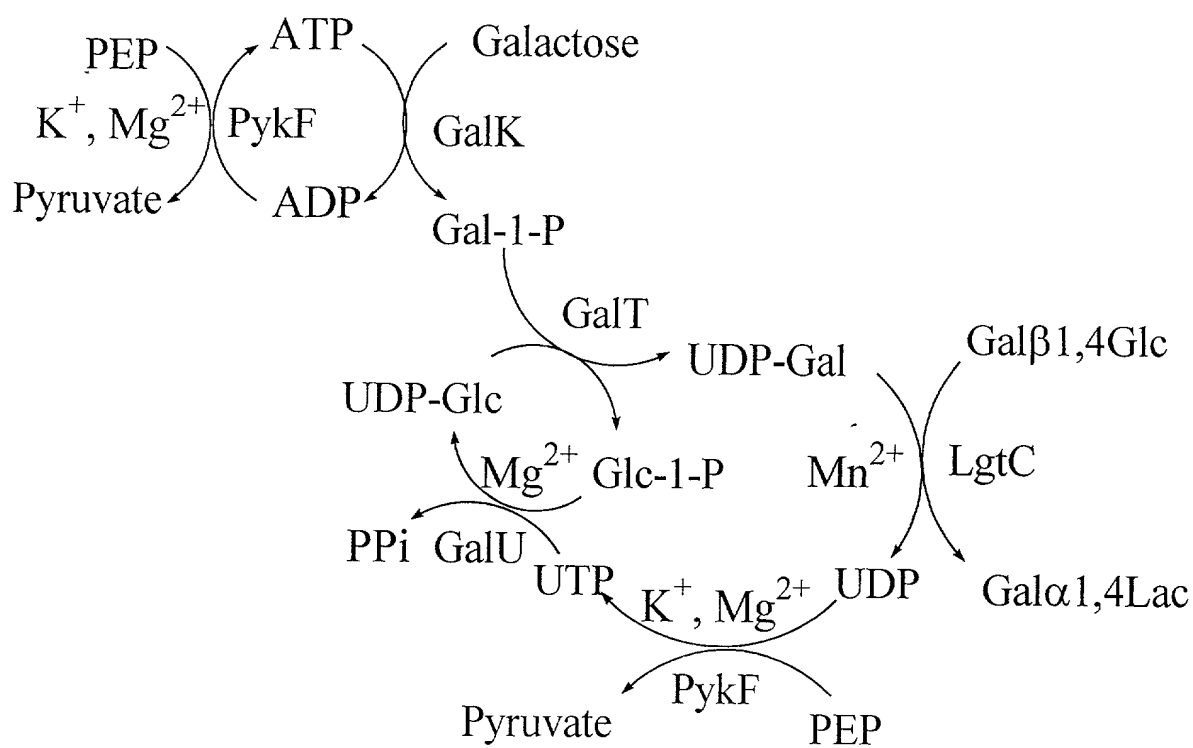 ATP
PEP
Galactose
K⁺, Mg²⁺
PykF
GalK
Pyruvate
ADP
Gal-1-P
GalT
UDP-Gal
Galβ1,4Glc
UDP-Glc
Mg²⁺
Glc-1-P
Mn²⁺
LgtC
PPi
GalU
UTP
K⁺, Mg²⁺
UDP
Galα1,4Lac
PykF
Pyruvate
PEP